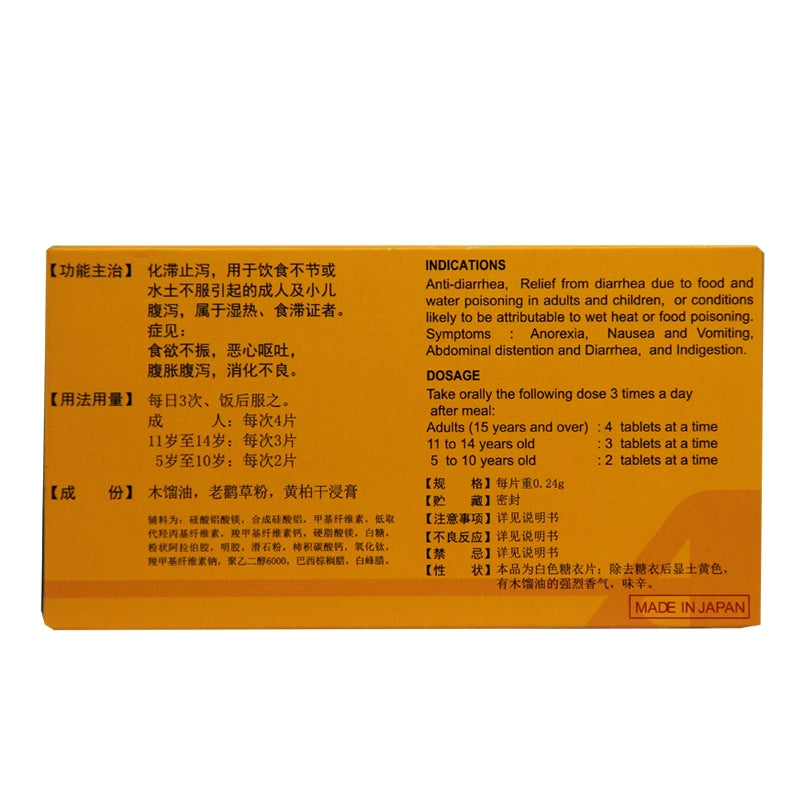 【功能主治】 化滞止泻，用于饮食不节或
水土不服引起的成人及小儿
腹泻，属于湿热、食滞证者。
症见：
食欲不振，恶心呕吐，
腹胀腹泻，消化不良。
【用法用量】 每日3次、饭后服之。
成　　人：每次4片
11岁至14岁：每次3片
5岁至10岁：每次2片
【成　份】 木馏油，老鹳草粉，黄柏干浸膏
辅料为：硅酸铝酸镁，合成硅酸铝，甲基纤维素，低取
代羟丙基纤维素，羧甲基纤维素钙，硬脂酸镁，白糖，
粉状阿拉伯胶，明胶，滑石粉，柿积碳酸钙，氧化钛，
羧甲基纤维素钠，聚乙二醇6000，巴西棕榈腊，白蜂腊。
INDICATIONS
Anti-diarrhea, Relief from diarrhea due to food and
water poisoning in adults and children, or conditions
likely to be attributable to wet heat or food poisoning.
Symptoms : Anorexia, Nausea and Vomiting,
Abdominal distention and Diarrhea, and Indigestion.
DOSAGE
Take orally the following dose 3 times a day
after meal:
Adults (15 years and over) : 4 tablets at a time
11 to 14 years old : 3 tablets at a time
5 to 10 years old : 2 tablets at a time
【规　格】每片重0.24g
【贮　藏】密封
【注意事项】详见说明书
【不良反应】详见说明书
【禁　忌】详见说明书
【性　状】本品为白色糖衣片；除去糖衣后显土黄色，
有木馏油的强烈香气，味辛。
MADE IN JAPAN